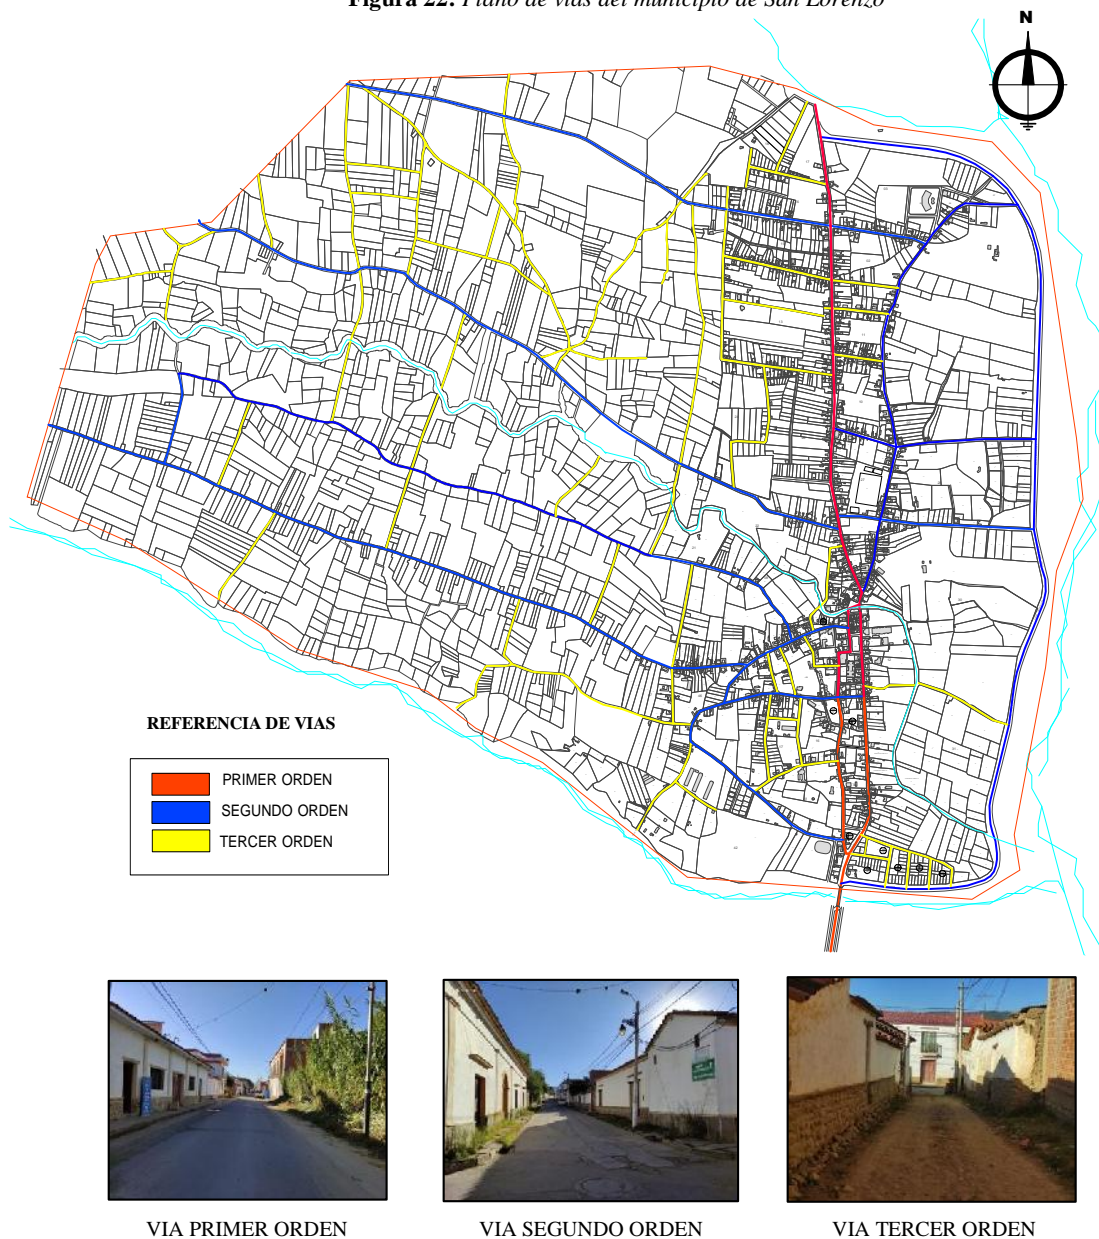 Figura 22: Plano de vias del municipio de San Lorenzo
N
REFERENCIA DE VIAS
PRIMER ORDEN
SEGUNDO ORDEN
TERCER ORDEN
VIA PRIMER ORDEN
VIA SEGUNDO ORDEN
VIA TERCER ORDEN